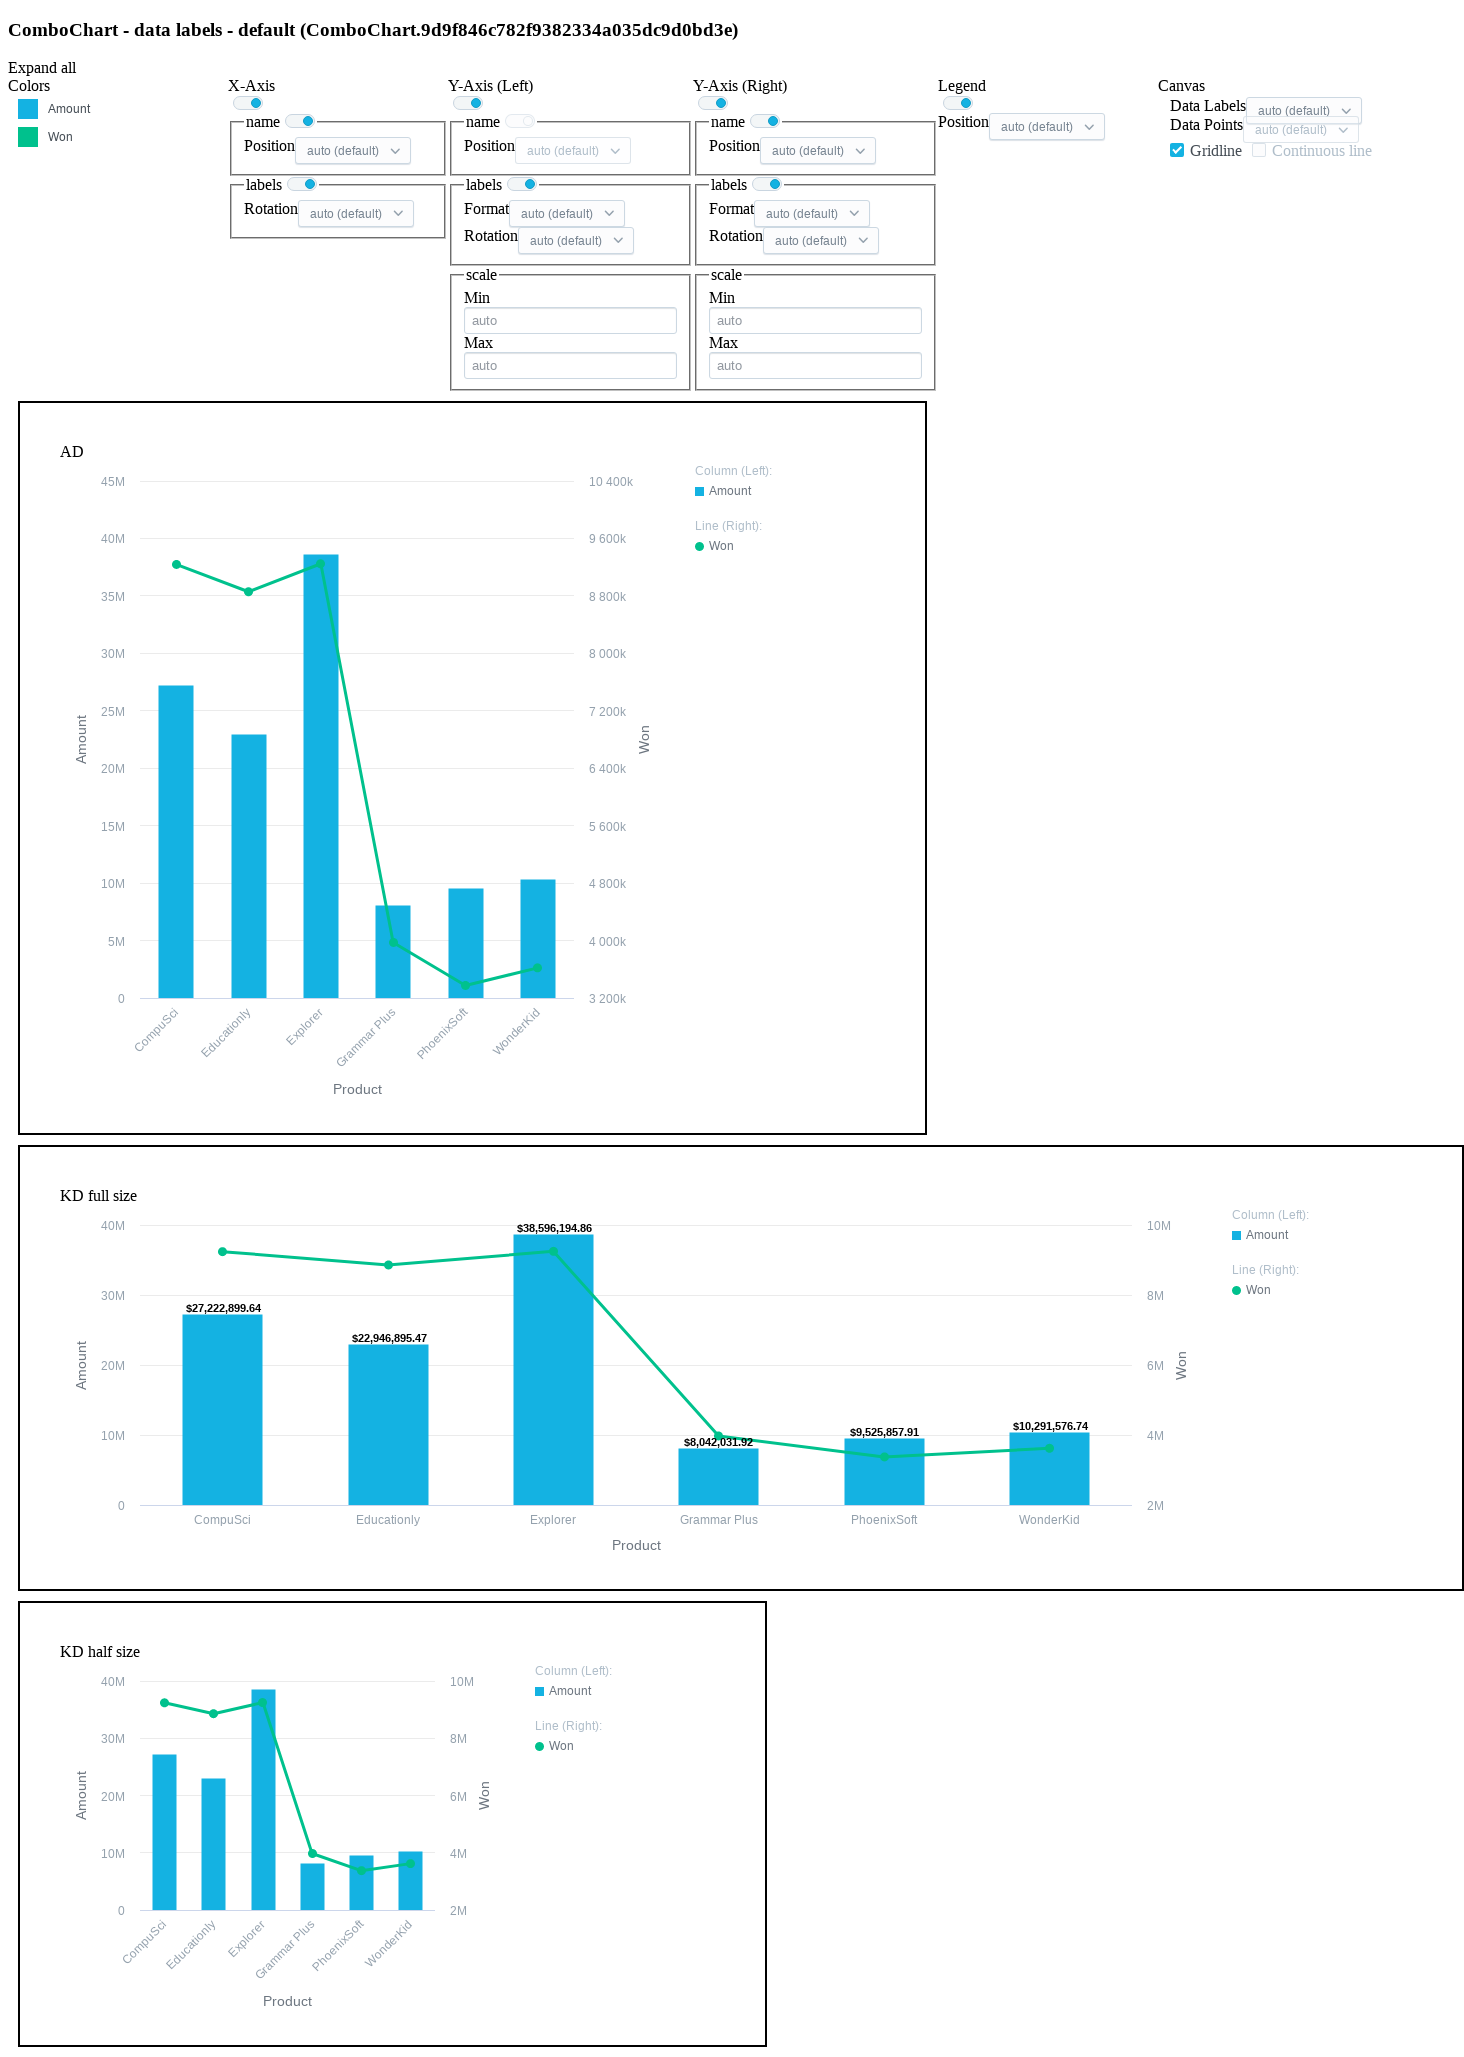 ComboChart - data labels - default (ComboChart.9d9f846c782f9382334a035dc9d0bd3e)
Expand all
Colors
Amount
Won
X-Axis
name
Position auto (default)
labels
Rotation auto (default)
Y-Axis (Left)
name
Position auto (default)
labels
Format auto (default)
Rotation auto (default)
scale
Min
auto
Max
auto
Y-Axis (Right)
name
Position auto (default)
labels
Format auto (default)
Rotation auto (default)
scale
Min
auto
Max
auto
Legend
Position auto (default)
Canvas
Data Labels auto (default)
Data Points auto (default)
Gridline Continuous line
AD
45M
40M
35M
30M
25M
20M
15M
10M
5M
0
Amount
10 400k
9 600k
8 800k
8 000k
7 200k
6 400k
5 600k
4 800k
4 000k
3 200k
Won
CompuSci
Educationly
Explorer
Grammar Plus
PhoenixSoft
WonderKid
Product
Column (Left):
Amount
Line (Right):
Won
KD full size
40M
30M
20M
10M
0
Amount
$27,222,899.64
$22,946,895.47
$38,596,194.86
$8,042,031.92
$9,525,857.91
$10,291,576.74
10M
8M
6M
4M
2M
Won
CompuSci
Educationly
Explorer
Grammar Plus
PhoenixSoft
WonderKid
Product
Column (Left):
Amount
Line (Right):
Won
KD half size
40M
30M
20M
10M
0
Amount
10M
8M
6M
4M
2M
Won
CompuSci
Educationly
Explorer
Grammar Plus
PhoenixSoft
WonderKid
Product
Column (Left):
Amount
Line (Right):
Won